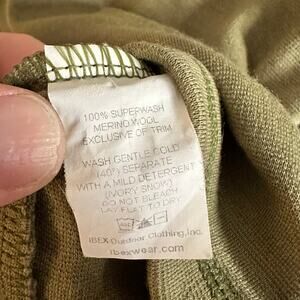 100% SUPERWASH
MERINO WOOL
EXCLUSIVE OF TRIM
WASH GENTLE COLD
(40°) SEPARATE
WITH A MILD DETERGENT
(IVORY SNOW)
DO NOT BLEACH
LAY FLAT TO DRY
IBEX Outdoor Clothing, Inc.
ibexwear.com